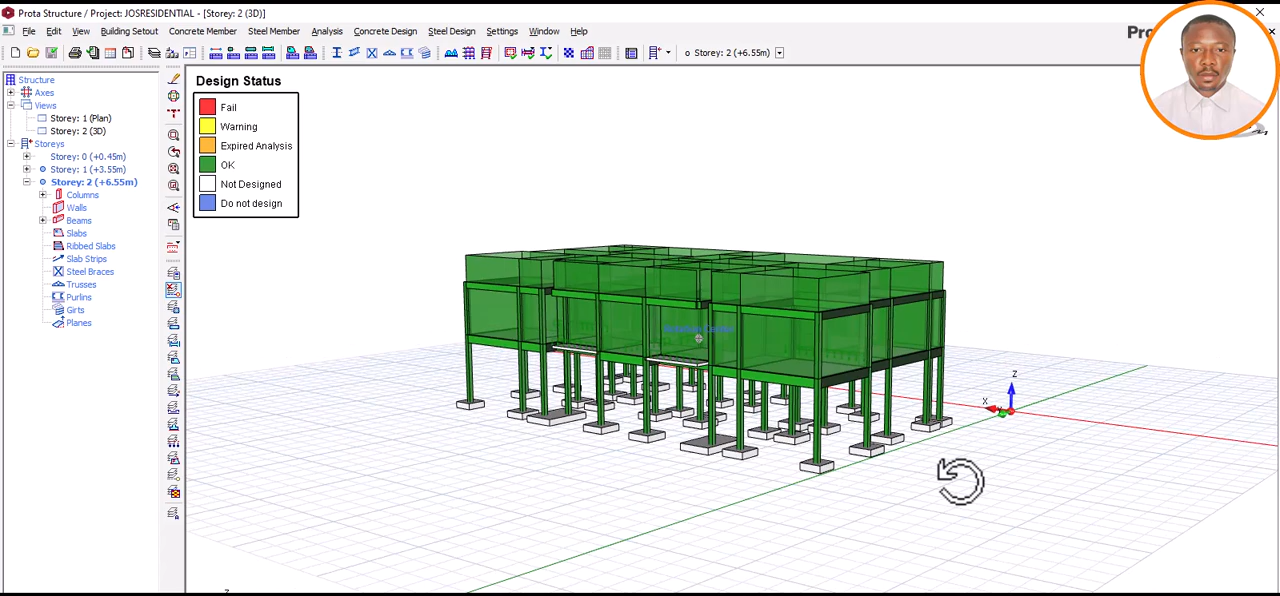 Prota Structure / Project: JOSRESIDENTIAL - [Storey: 2 (3D)]
File Edit View Building Setout Concrete Member Steel Member Analysis Concrete Design Steel Design Settings Window Help
Storey: 2 (+6.55m)
Structure
Axes
Views
Storey: 1 (Plan)
Storey: 2 (3D)
Storeys
Storey: 0 (+0.45m)
Storey: 1 (+3.55m)
Storey: 2 (+6.55m)
Columns
Walls
Beams
Slabs
Ribbed Slabs
Slab Strips
Steel Braces
Trusses
Purlins
Girts
Planes
Design Status
Fail
Warning
Expired Analysis
OK
Not Designed
Do not design
Z
X
z